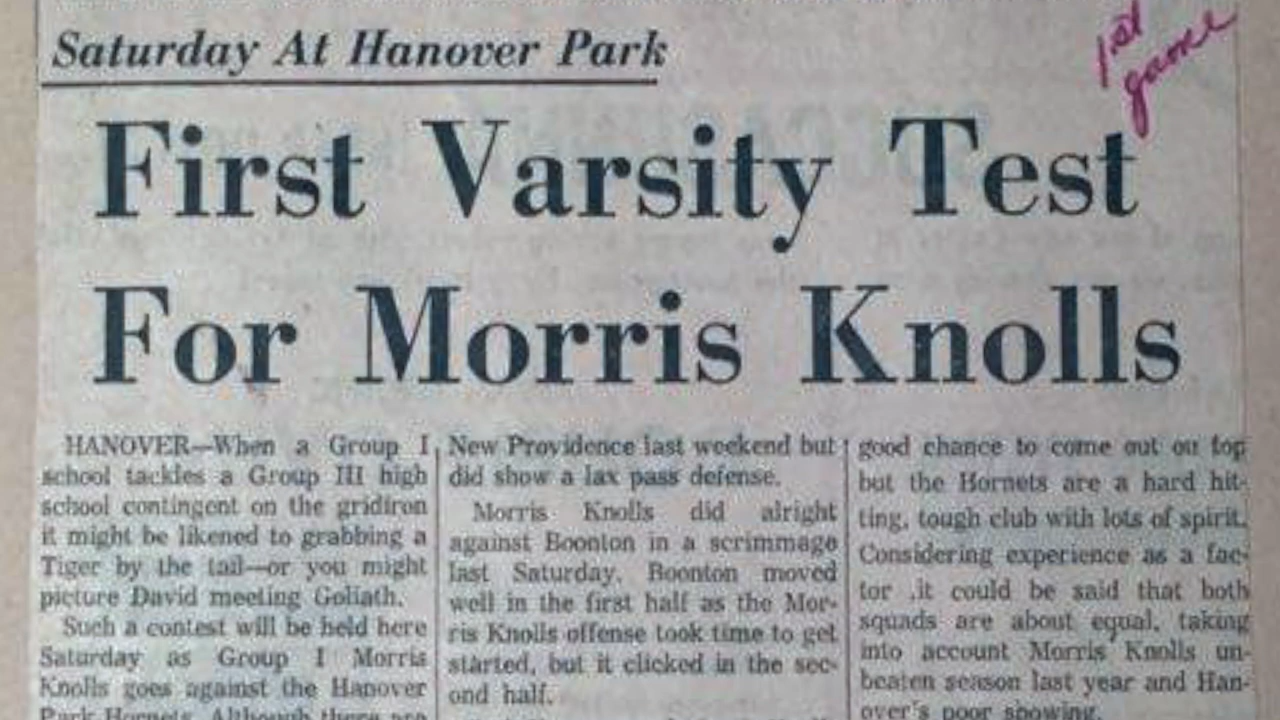 Saturday At Hanover Park
1st
game
First Varsity Test
For Morris Knolls
HANOVER—When a Group I
school tackles a Group III high
school contingent on the gridiron
it might be likened to grabbing a
Tiger by the tail—or you might
picture David meeting Goliath.
Such a contest will be held here
Saturday as Group I Morris
Knolls goes against the Hanover
Park Hornets. Although there are
New Providence last weekend but
did show a lax pass defense.
Morris Knolls did alright
against Boonton in a scrimmage
last Saturday. Boonton moved
well in the first half as the Mor-
ris Knolls offense took time to get
started, but it clicked in the sec-
ond half.
good chance to come out on top
but the Hornets are a hard hit-
ting, tough club with lots of spirit.
Considering experience as a fac-
tor ,it could be said that both
squads are about equal, taking
into account Morris Knolls un-
beaten season last year and Han-
over's poor showing.